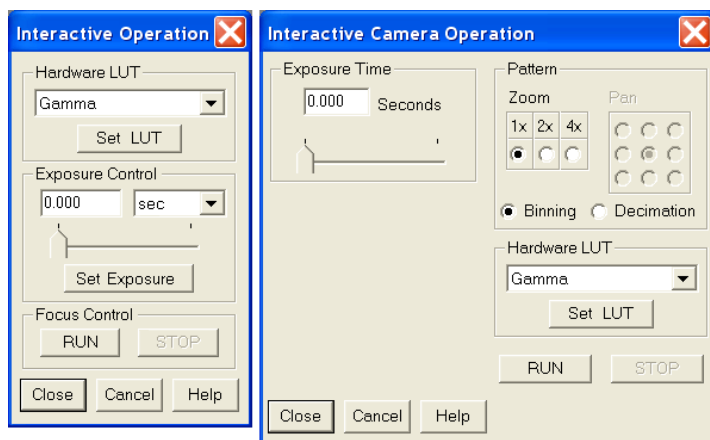 Interactive Operation
Hardware LUT
Gamma
Set LUT
Exposure Control
0.000 sec
Set Exposure
Focus Control
RUN STOP
Close Cancel Help
Interactive Camera Operation
Exposure Time
0.000 Seconds
Pattern
Zoom Pan
1x 2x 4x
Binning Decimation
Hardware LUT
Gamma
Set LUT
RUN STOP
Close Cancel Help